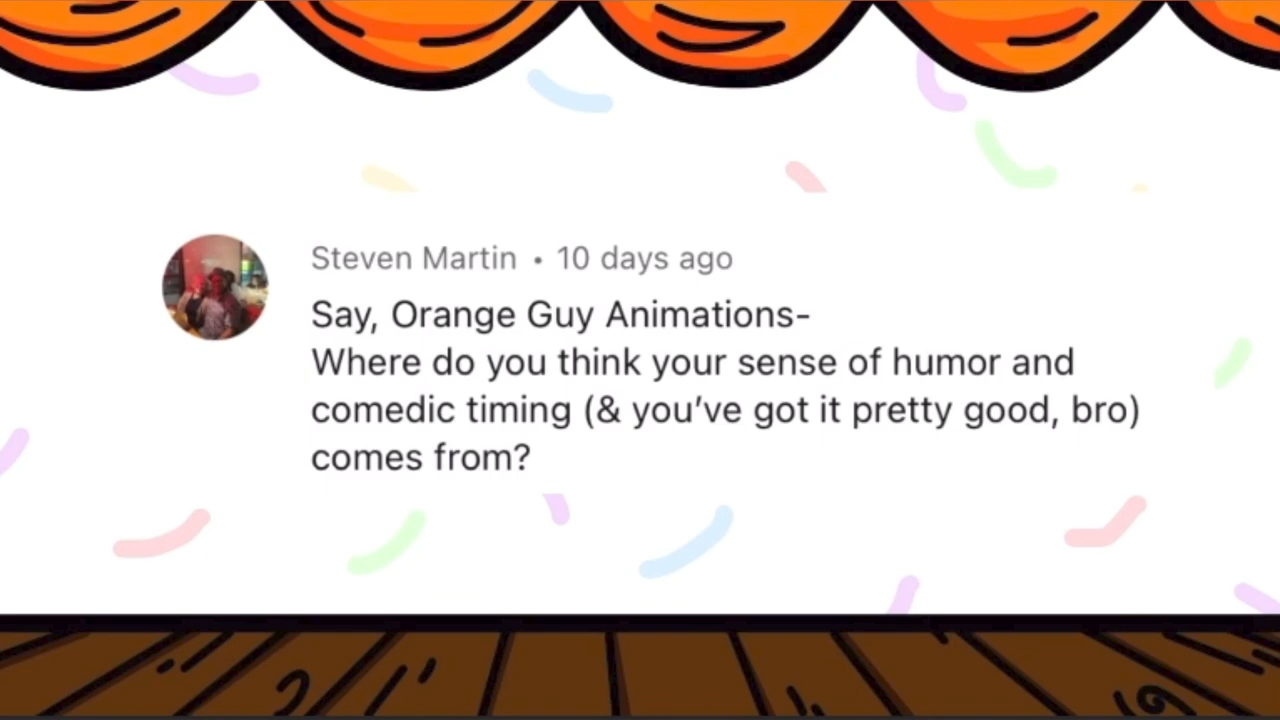 Steven Martin • 10 days ago
Say, Orange Guy Animations-
Where do you think your sense of humor and
comedic timing (& you’ve got it pretty good, bro)
comes from?